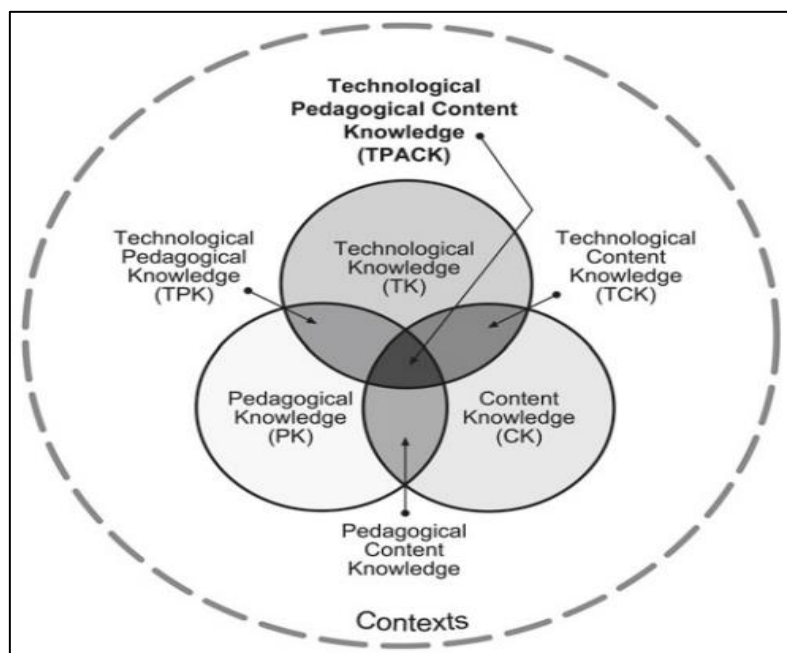 Technological
Pedagogical Content
Knowledge
(TPACK)
Technological
Pedagogical
Knowledge
(TPK)
Technological
Knowledge
(TK)
Technological
Content
Knowledge
(TCK)
Pedagogical
Knowledge
(PK)
Content
Knowledge
(CK)
Pedagogical
Content
Knowledge
Contexts